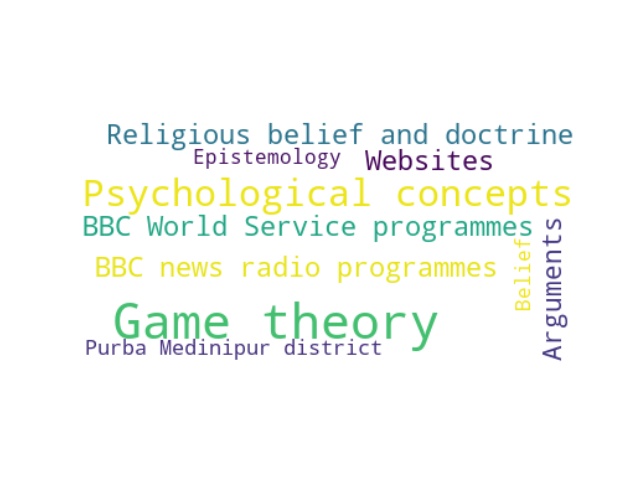 Religious belief and doctrine
Epistemology
Websites
Psychological concepts
BBC World Service programmes
BBC news radio programmes
Belief
Arguments
Game theory
Purba Medinipur district